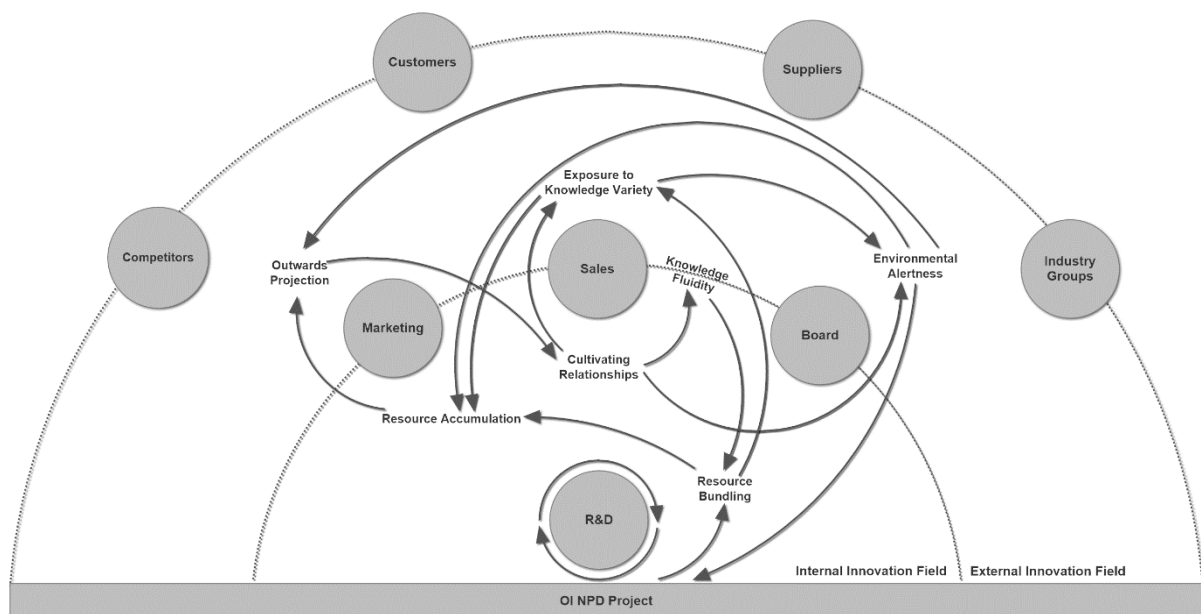 Customers
Suppliers
Exposure to
Knowledge Variety
Competitors
Outwards
Projection
Sales
Knowledge
Fluidity
Environmental
Alertness
Industry
Groups
Marketing
Board
Cultivating
Relationships
Resource Accumulation
Resource
Bundling
R&D
Internal Innovation Field
External Innovation Field
OI NPD Project